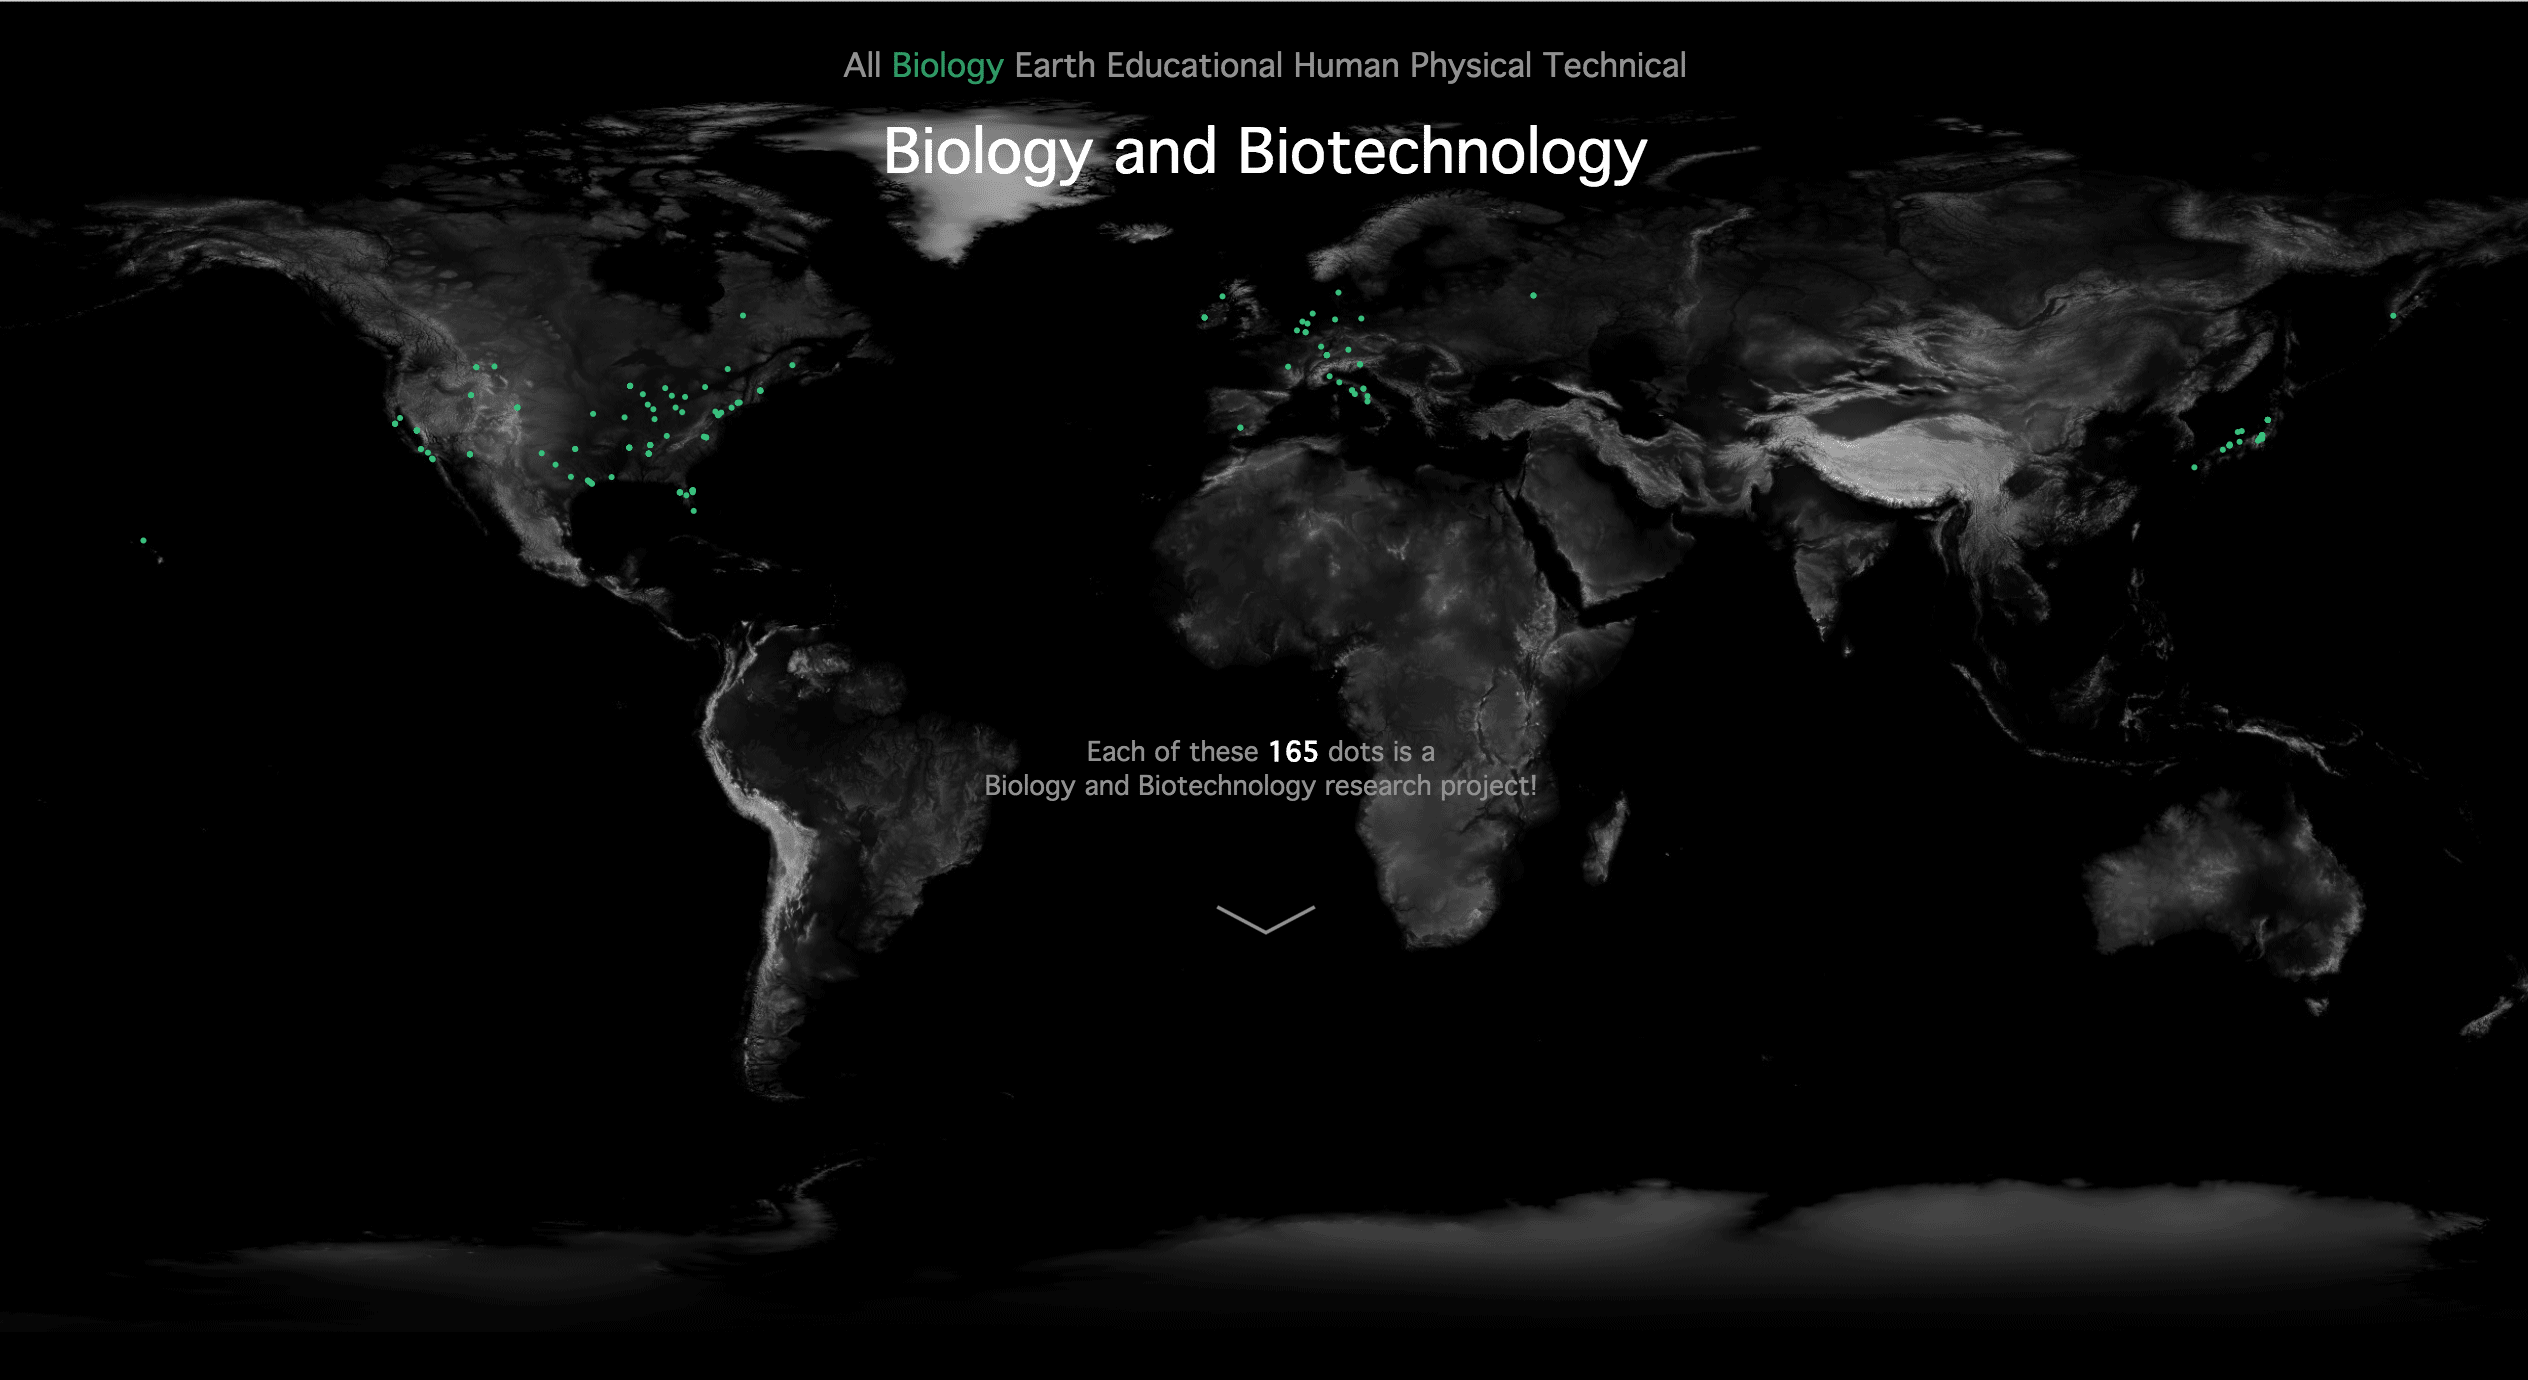 All Biology Earth Educational Human Physical Technical
Biology and Biotechnology
Each of these 165 dots is a
Biology and Biotechnology research project!